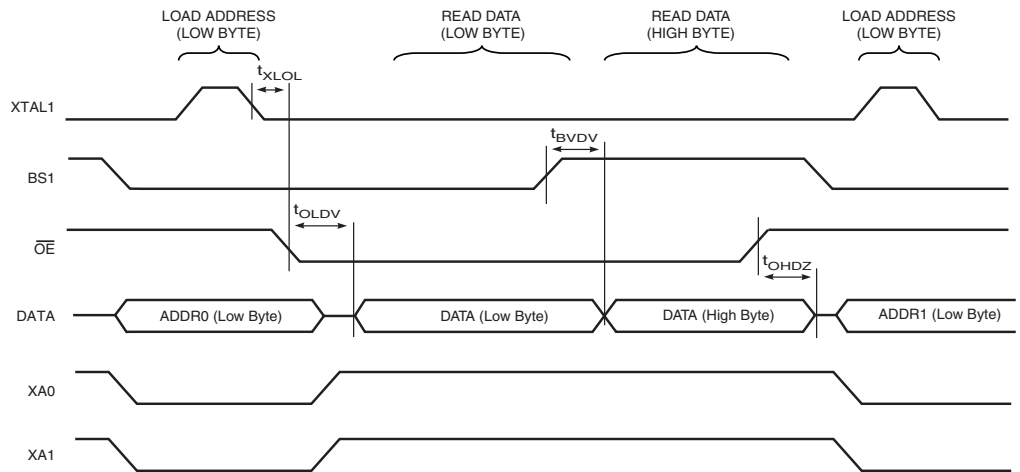 LOAD ADDRESS
(LOW BYTE)
READ DATA
(LOW BYTE)
READ DATA
(HIGH BYTE)
LOAD ADDRESS
(LOW BYTE)
tXLOL
XTAL1
tBVDV
BS1
tOLDV
OE
tOHDZ
DATA
ADDR0 (Low Byte)
DATA (Low Byte)
DATA (High Byte)
ADDR1 (Low Byte)
XA0
XA1